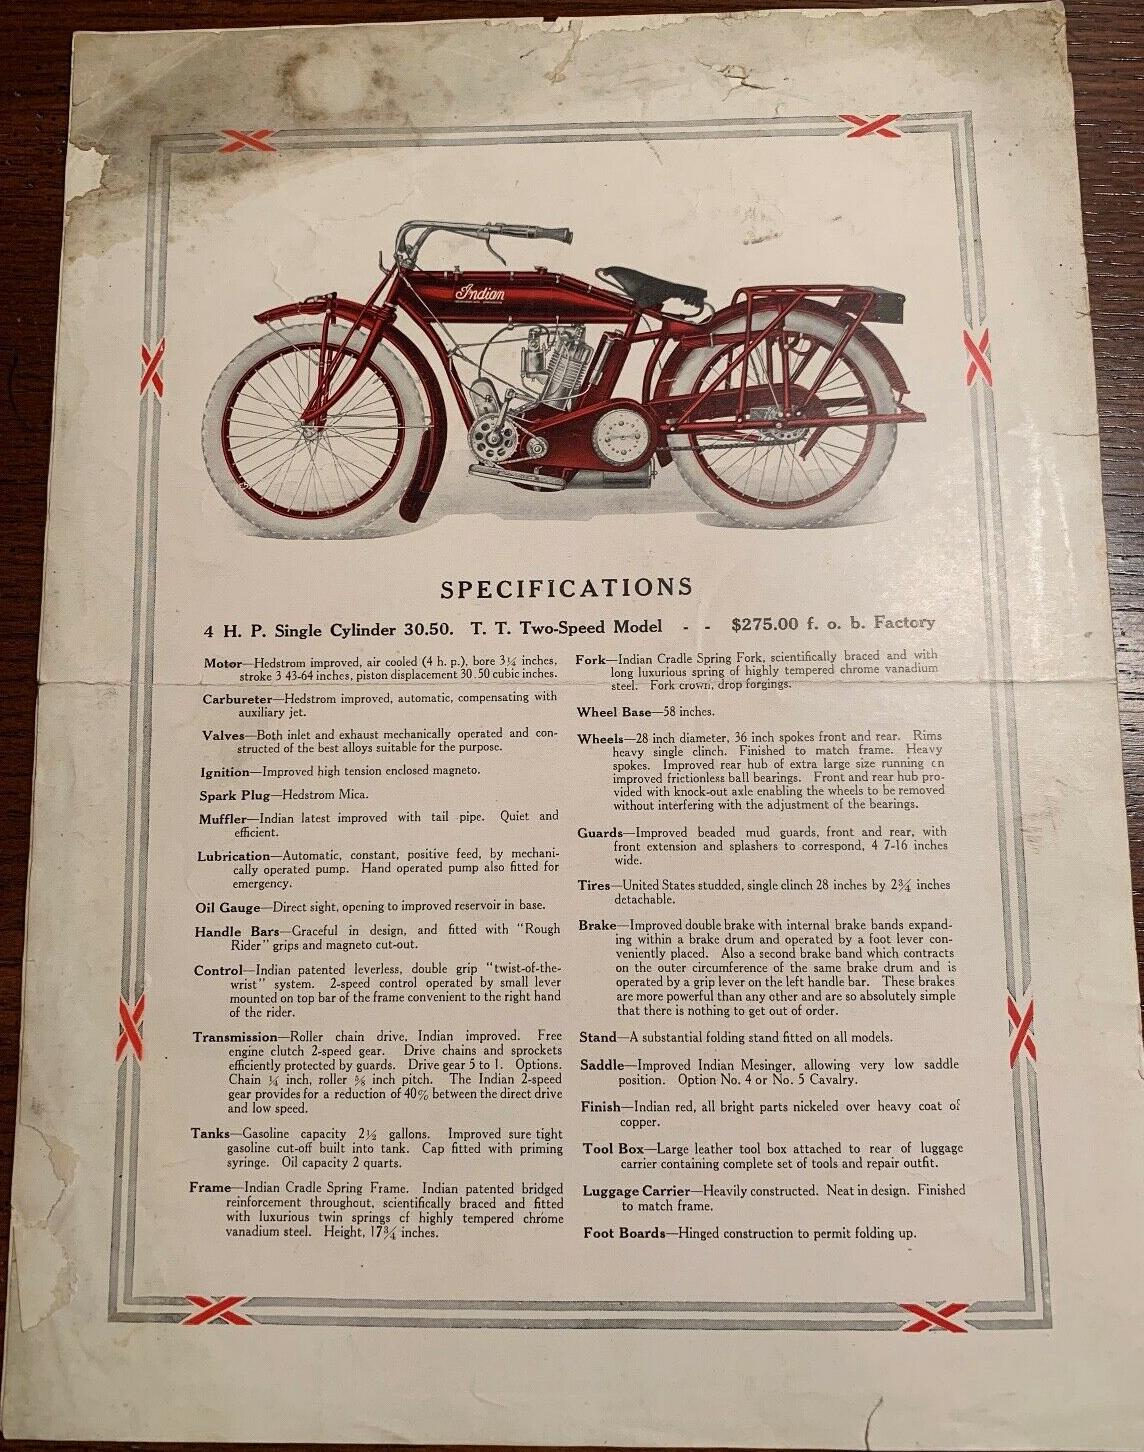 Indian
SPECIFICATIONS
4 H. P. Single Cylinder 30.50. T. T. Two-Speed Model - - $275.00 f. o. b. Factory
Motor—Hedstrom improved, air cooled (4 h. p.), bore 3¼ inches,
stroke 3 43-64 inches, piston displacement 30.50 cubic inches.
Carbureter—Hedstrom improved, automatic, compensating with
auxiliary jet.
Valves—Both inlet and exhaust mechanically operated and con-
structed of the best alloys suitable for the purpose.
Ignition—Improved high tension enclosed magneto.
Spark Plug—Hedstrom Mica.
Muffler—Indian latest improved with tail pipe. Quiet and
efficient.
Lubrication—Automatic, constant, positive feed, by mechani-
cally operated pump. Hand operated pump also fitted for
emergency.
Oil Gauge—Direct sight, opening to improved reservoir in base.
Handle Bars—Graceful in design, and fitted with "Rough
Rider" grips and magneto cut-out.
Control—Indian patented leverless, double grip "twist-of-the-
wrist" system. 2-speed control operated by small lever
mounted on top bar of the frame convenient to the right hand
of the rider.
Transmission—Roller chain drive, Indian improved. Free
engine clutch 2-speed gear. Drive chains and sprockets
efficiently protected by guards. Drive gear 5 to 1. Options.
Chain ¼ inch, roller ⅝ inch pitch. The Indian 2-speed
gear provides for a reduction of 40% between the direct drive
and low speed.
Tanks—Gasoline capacity 2½ gallons. Improved sure tight
gasoline cut-off built into tank. Cap fitted with priming
syringe. Oil capacity 2 quarts.
Frame—Indian Cradle Spring Frame. Indian patented bridged
reinforcement throughout, scientifically braced and fitted
with luxurious twin springs of highly tempered chrome
vanadium steel. Height, 17¾ inches.
Fork—Indian Cradle Spring Fork, scientifically braced and with
long luxurious spring of highly tempered chrome vanadium
steel. Fork crown, drop forgings.
Wheel Base—58 inches.
Wheels—28 inch diameter, 36 inch spokes front and rear. Rims
heavy single clinch. Finished to match frame. Heavy
spokes. Improved rear hub of extra large size running on
improved frictionless ball bearings. Front and rear hub pro-
vided with knock-out axle enabling the wheels to be removed
without interfering with the adjustment of the bearings.
Guards—Improved beaded mud guards, front and rear, with
front extension and splashers to correspond, 4 7-16 inches
wide.
Tires—United States studded, single clinch 28 inches by 2¾ inches
detachable.
Brake—Improved double brake with internal brake bands expand-
ing within a brake drum and operated by a foot lever con-
veniently placed. Also a second brake band which contracts
on the outer circumference of the same brake drum and is
operated by a grip lever on the left handle bar. These brakes
are more powerful than any other and are so absolutely simple
that there is nothing to get out of order.
Stand—A substantial folding stand fitted on all models.
Saddle—Improved Indian Mesinger, allowing very low saddle
position. Option No. 4 or No. 5 Cavalry.
Finish—Indian red, all bright parts nickeled over heavy coat of
copper.
Tool Box—Large leather tool box attached to rear of luggage
carrier containing complete set of tools and repair outfit.
Luggage Carrier—Heavily constructed. Neat in design. Finished
to match frame.
Foot Boards—Hinged construction to permit folding up.